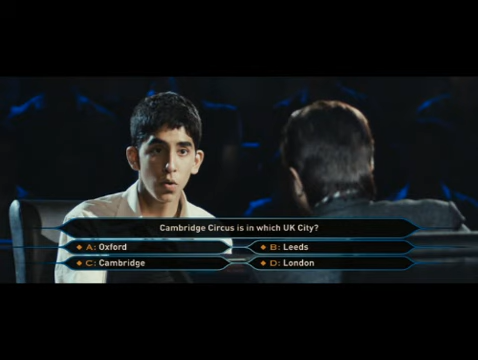 Cambridge Circus is in which UK City?
A: Oxford
B: Leeds
C: Cambridge
D: London